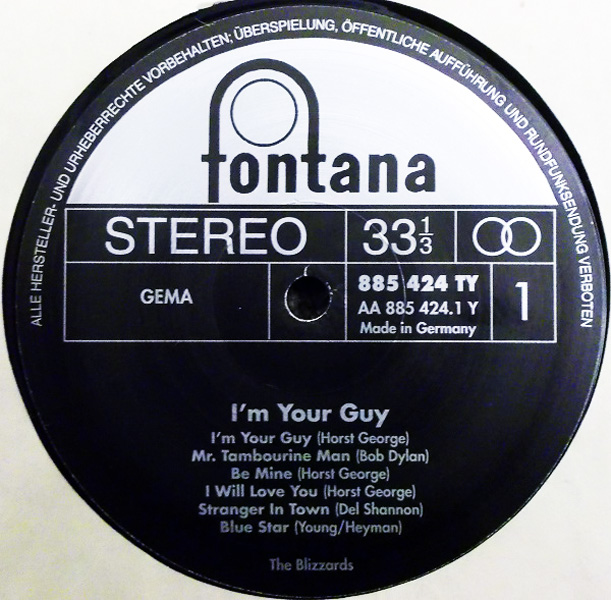 ALLE HERSTELLER- UND URHEBERRECHTE VORBEHALTEN; ÜBERSPIELUNG, ÖFFENTLICHE AUFFÜHRUNG UND RUNDFUNKSENDUNG VERBOTEN
fontana
STEREO 33 1/3
GEMA
885 424 TY
AA 885 424.1 Y
Made in Germany
1
I'm Your Guy
I'm Your Guy (Horst George)
Mr. Tambourine Man (Bob Dylan)
Be Mine (Horst George)
I Will Love You (Horst George)
Stranger In Town (Del Shannon)
Blue Star (Young/Heyman)
The Blizzards